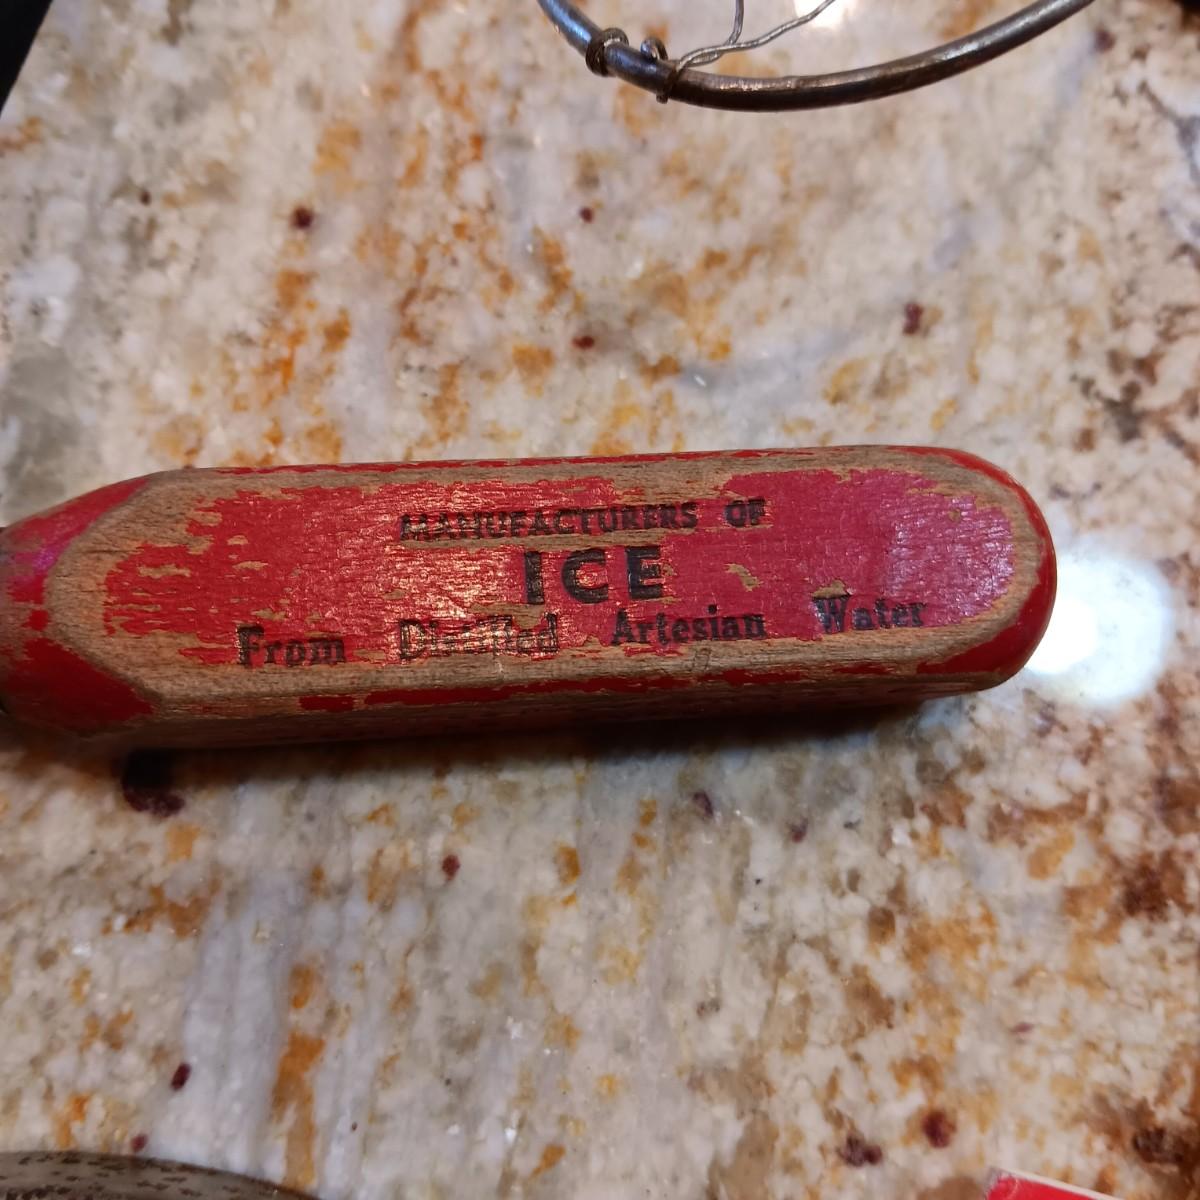 MANUFACTURERS OF
ICE
From Distilled Artesian Water